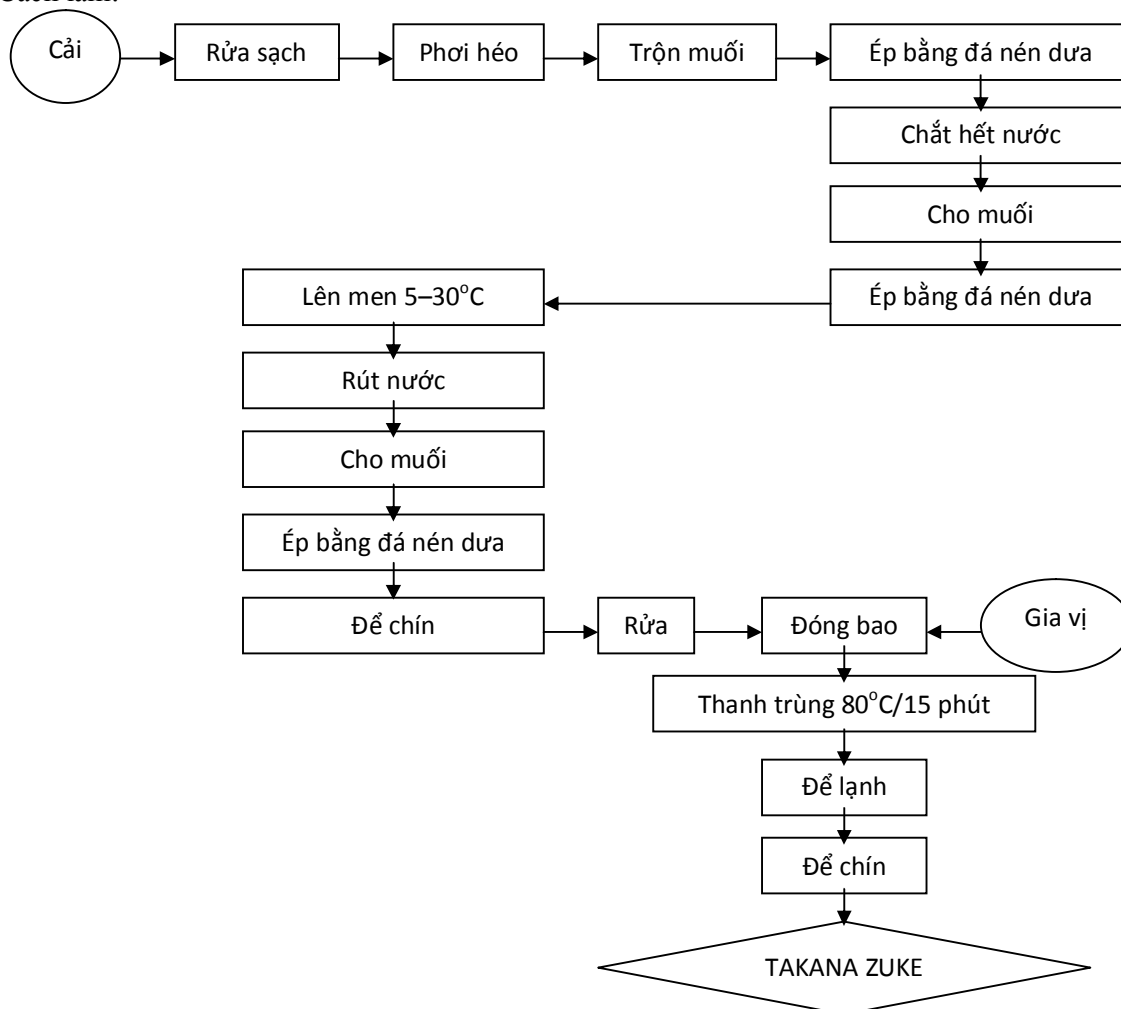 Cách làm:
Cải
Rửa sạch
Phơi héo
Trộn muối
Ép bằng đá nén dưa
Chắt hết nước
Cho muối
Ép bằng đá nén dưa
Lên men 5–30°C
Rút nước
Cho muối
Ép bằng đá nén dưa
Để chín
Rửa
Đóng bao
Gia vị
Thanh trùng 80°C/15 phút
Để lạnh
Để chín
TAKANA ZUKE